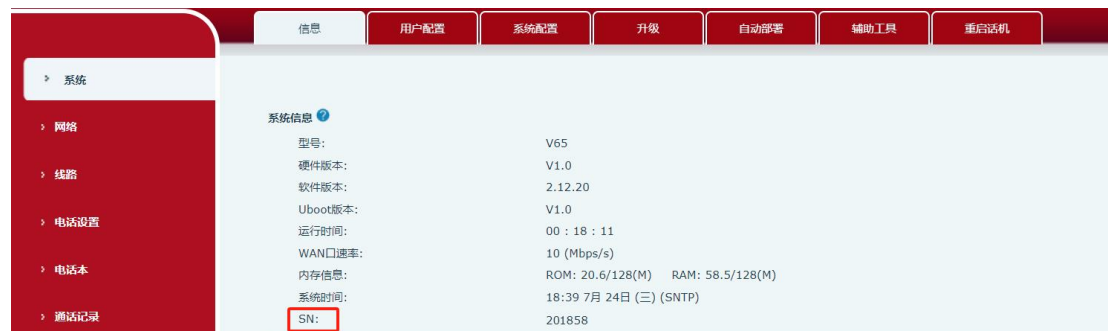 信息 用户配置 系统配置 升级 自动部署 辅助工具 重启话机
系统
网络
线路
电话设置
电话本
通话记录
系统信息
型号: V65
硬件版本: V1.0
软件版本: 2.12.20
Uboot版本: V1.0
运行时间: 00 : 18 : 11
WAN口速率: 10 (Mbps/s)
内存信息: ROM: 20.6/128(M) RAM: 58.5/128(M)
系统时间: 18:39 7月 24日 (三) (SNTP)
SN: 201858